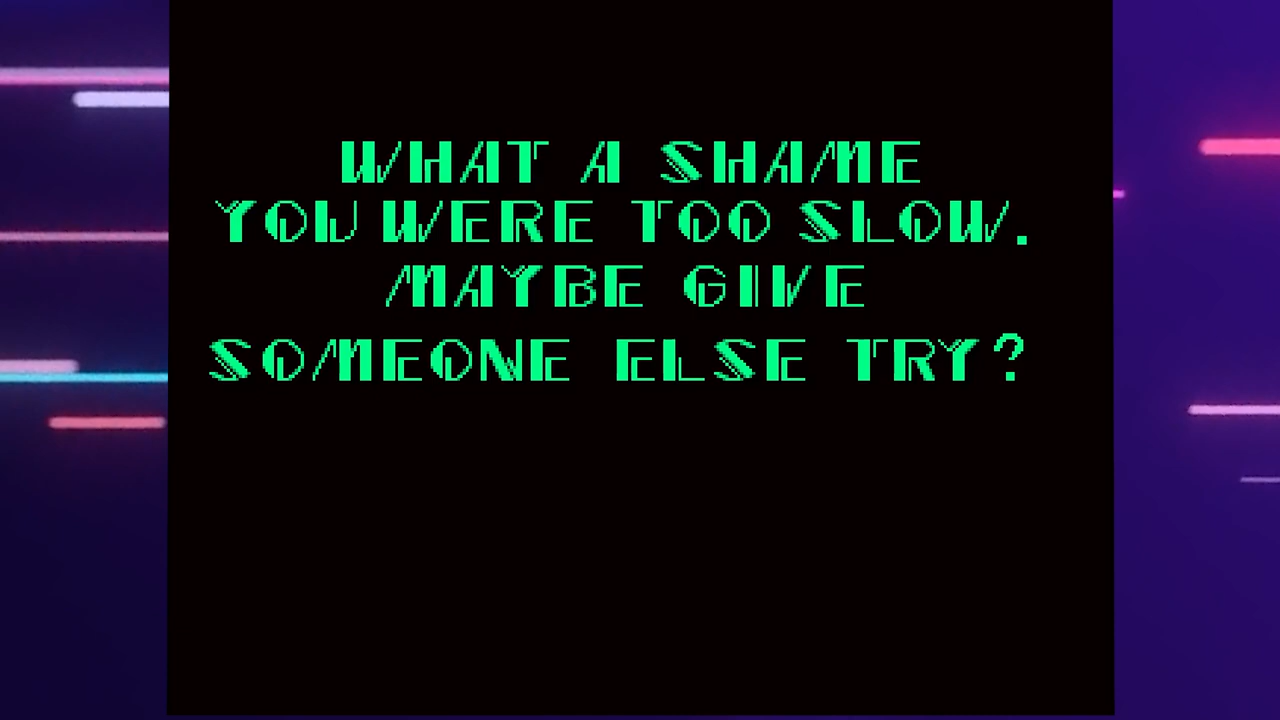 WHAT A SHAME
YOU WERE TOO SLOW.
MAYBE GIVE
SOMEONE ELSE TRY?